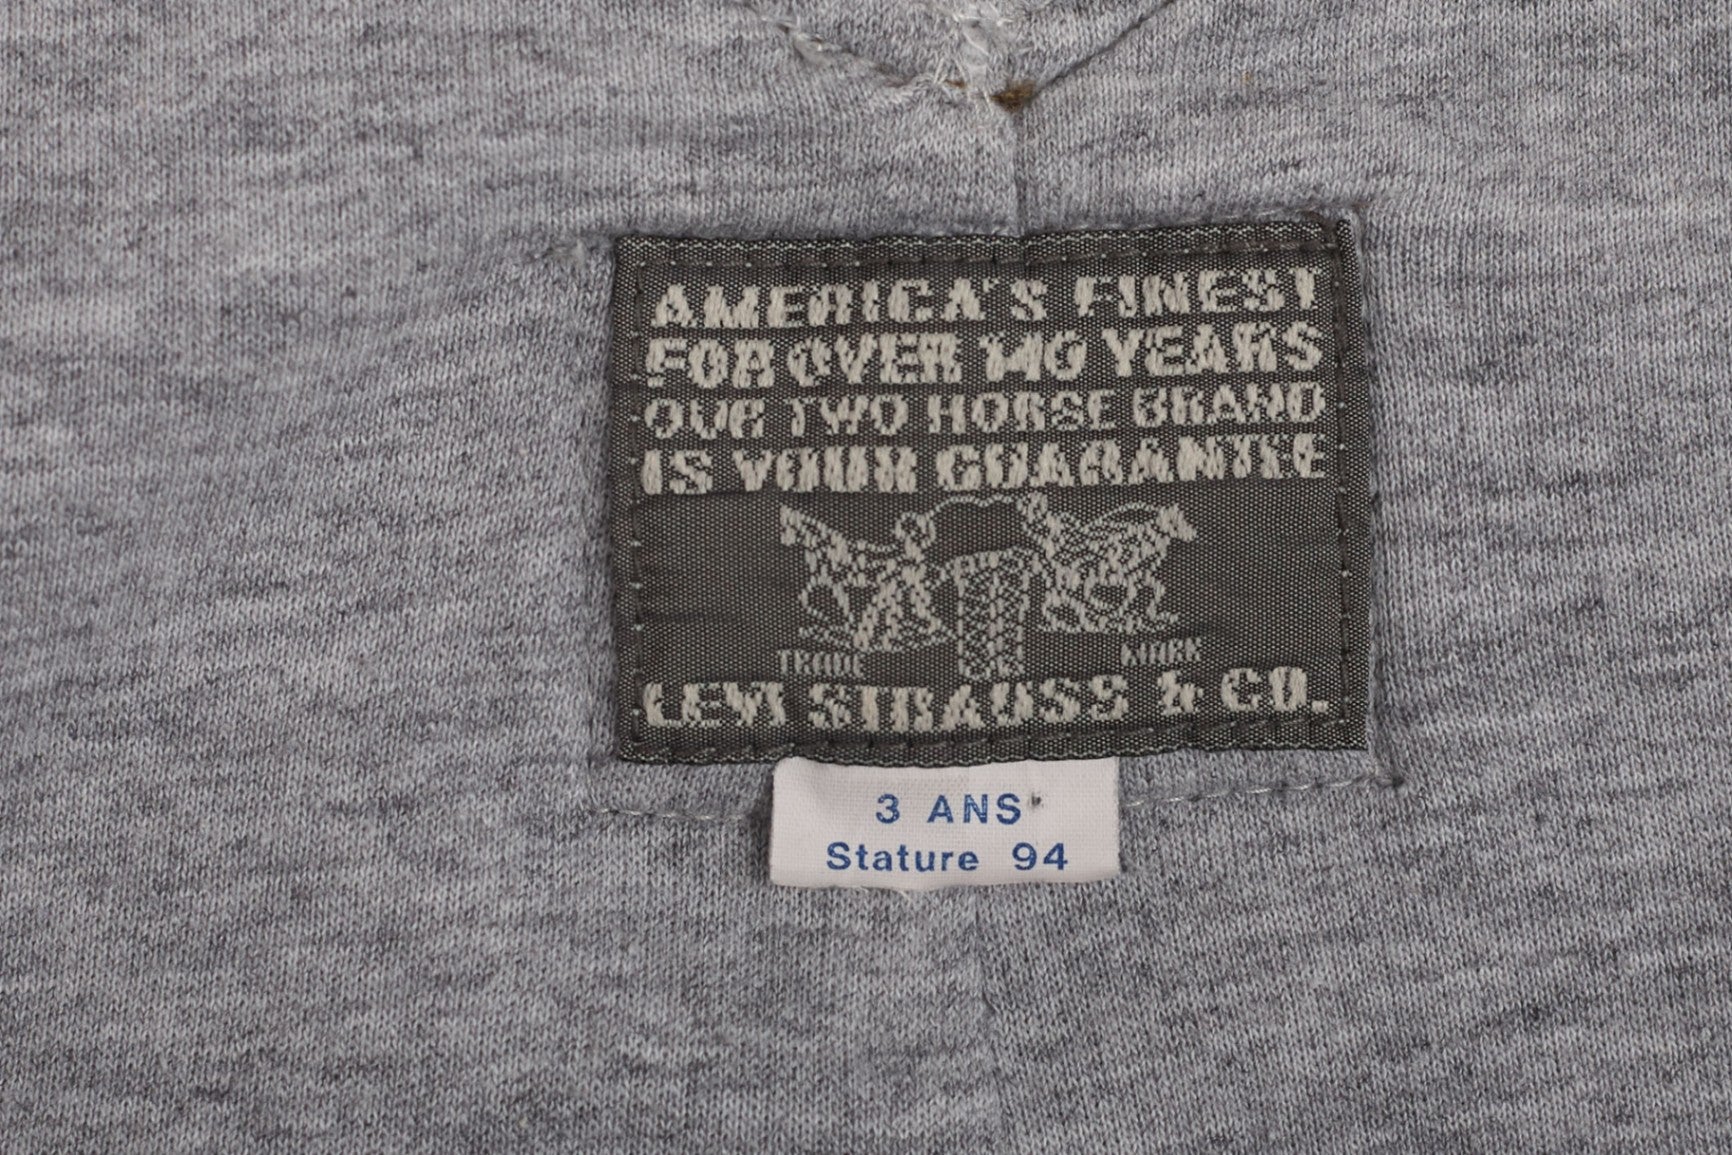 AMERICA'S FINEST
FOR OVER 140 YEARS
OUR TWO HORSE BRAND
IS YOUR GUARANTEE
TRADE MARK
LEVI STRAUSS & CO.
3 ANS
Stature 94